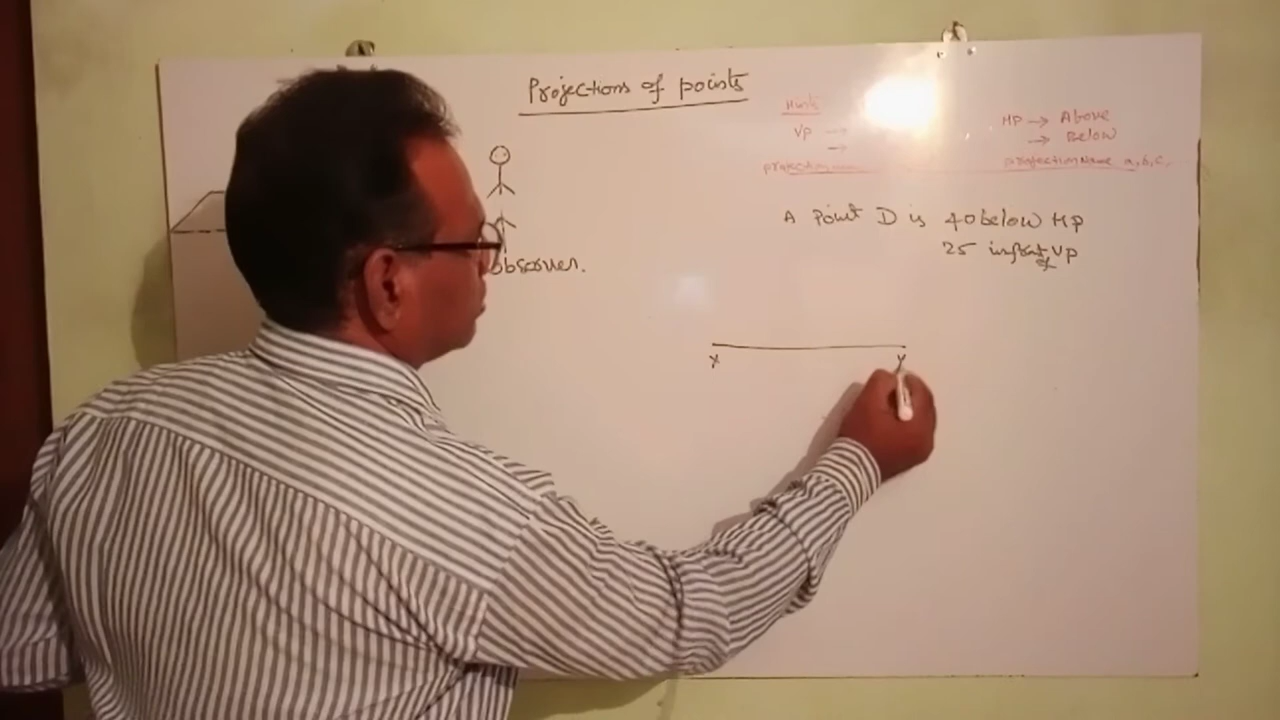 Projections of points
Hints
VP →
→
HP → Above
→ Below
projection
projection Name a, b, c,
A Point D is 40 below HP
25 infrot of VP
observer.
X Y